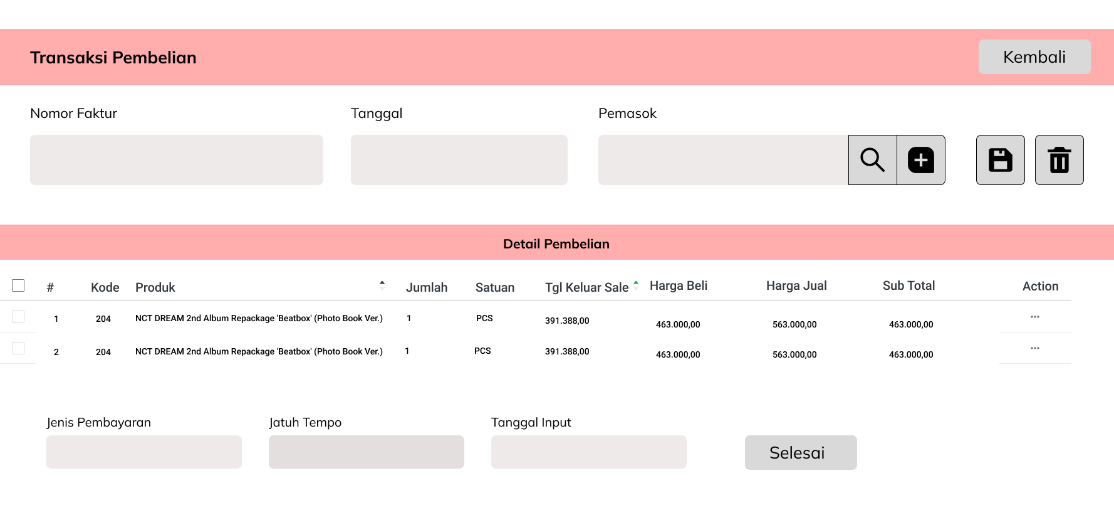 Transaksi Pembelian Kembali
Nomor Faktur Tanggal Pemasok
Detail Pembelian
# Kode Produk Jumlah Satuan Tgl Keluar Sale Harga Beli Harga Jual Sub Total Action
1 204 NCT DREAM 2nd Album Repackage 'Beatbox' (Photo Book Ver.) 1 PCS 391.388,00 463.000,00 563.000,00 463.000,00 ...
2 204 NCT DREAM 2nd Album Repackage 'Beatbox' (Photo Book Ver.) 1 PCS 391.388,00 463.000,00 563.000,00 463.000,00 ...
Jenis Pembayaran Jatuh Tempo Tanggal Input
Selesai